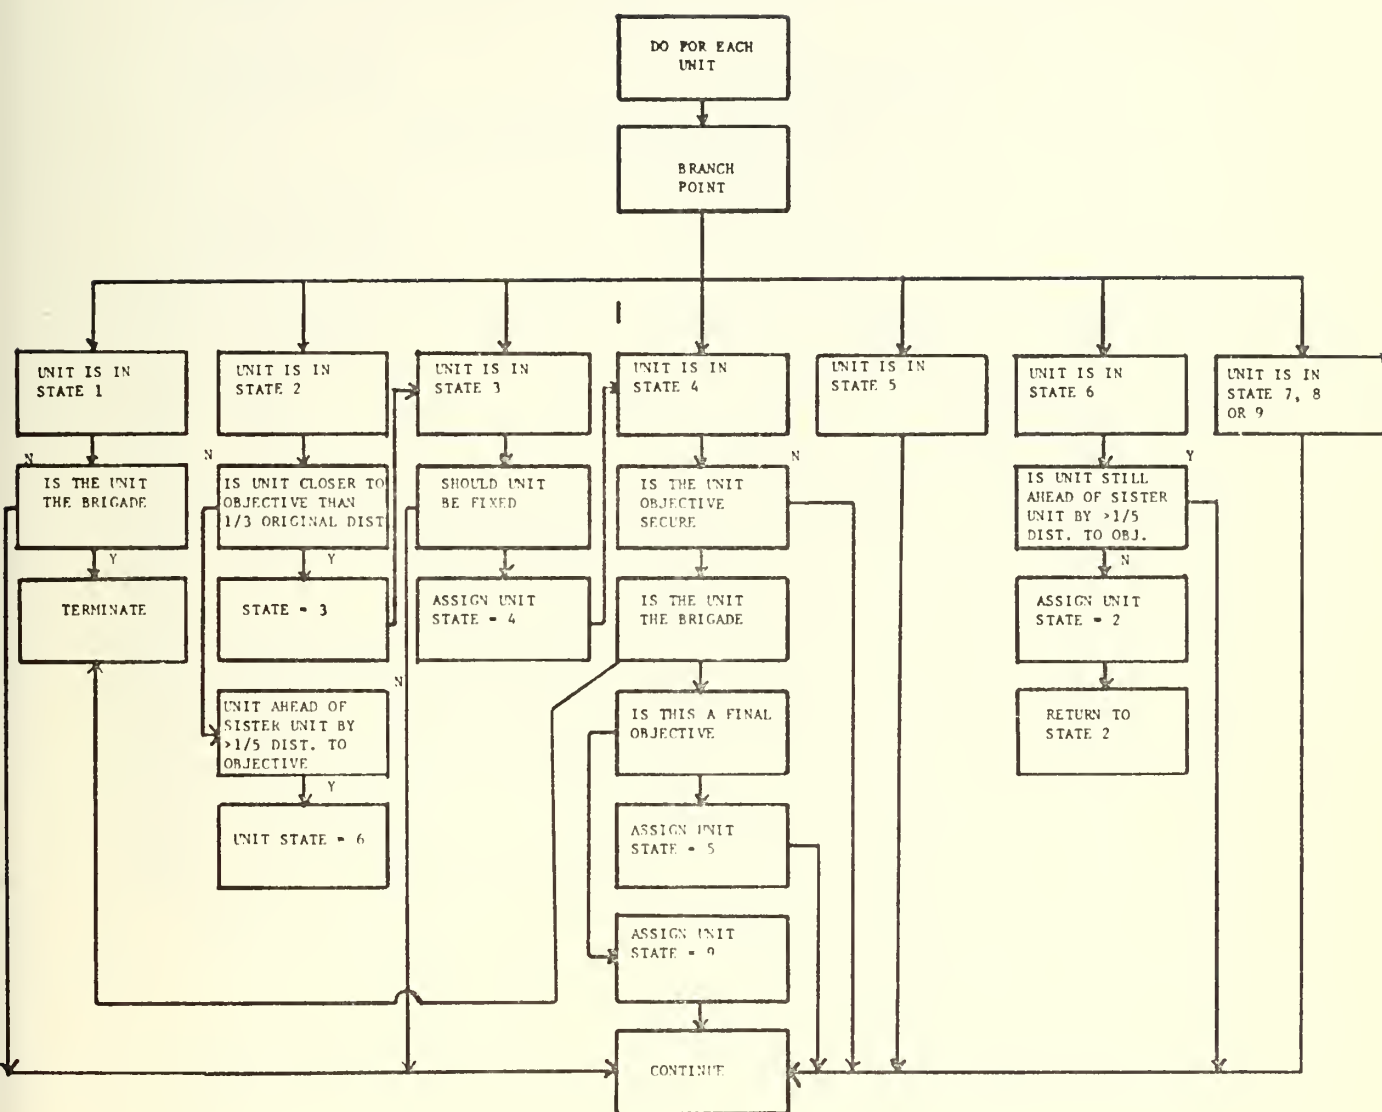 DO FOR EACH
UNIT
BRANCH
POINT
UNIT IS IN
STATE 1
UNIT IS IN
STATE 2
UNIT IS IN
STATE 3
UNIT IS IN
STATE 4
UNIT IS IN
STATE 5
UNIT IS IN
STATE 6
UNIT IS IN
STATE 7, 8
OR 9
N
IS THE UNIT
THE BRIGADE
Y
TERMINATE
N
IS UNIT CLOSER TO
OBJECTIVE THAN
1/3 ORIGINAL DIST
Y
STATE = 3
N
UNIT AHEAD OF
SISTER UNIT BY
>1/5 DIST. TO
OBJECTIVE
Y
UNIT STATE = 6
SHOULD UNIT
BE FIXED
ASSIGN UNIT
STATE = 4
N
IS THE UNIT
OBJECTIVE
SECURE
IS THE UNIT
THE BRIGADE
IS THIS A FINAL
OBJECTIVE
ASSIGN UNIT
STATE = 5
ASSIGN UNIT
STATE = 9
CONTINUE
Y
IS UNIT STILL
AHEAD OF SISTER
UNIT BY >1/5
DIST. TO OBJ.
N
ASSIGN UNIT
STATE = 2
RETURN TO
STATE 2